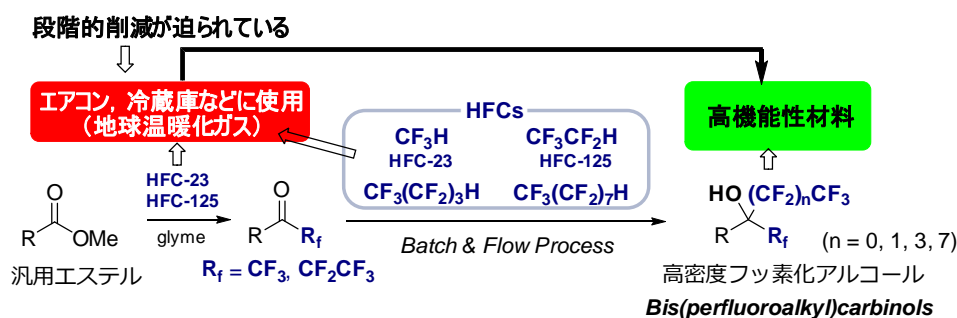 段階的削減が迫られている
エアコン，冷蔵庫などに使用
（地球温暖化ガス）
HFCs
CF3H
HFC-23
CF3CF2H
HFC-125
CF3(CF2)3H
CF3(CF2)7H
高機能性材料
HFC-23
HFC-125
glyme
O
R
OMe
汎用エステル
O
R
Rf
Rf = CF3, CF2CF3
Batch & Flow Process
HO (CF2)nCF3
R
Rf
(n = 0, 1, 3, 7)
高密度フッ素化アルコール
Bis(perfluoroalkyl)carbinols